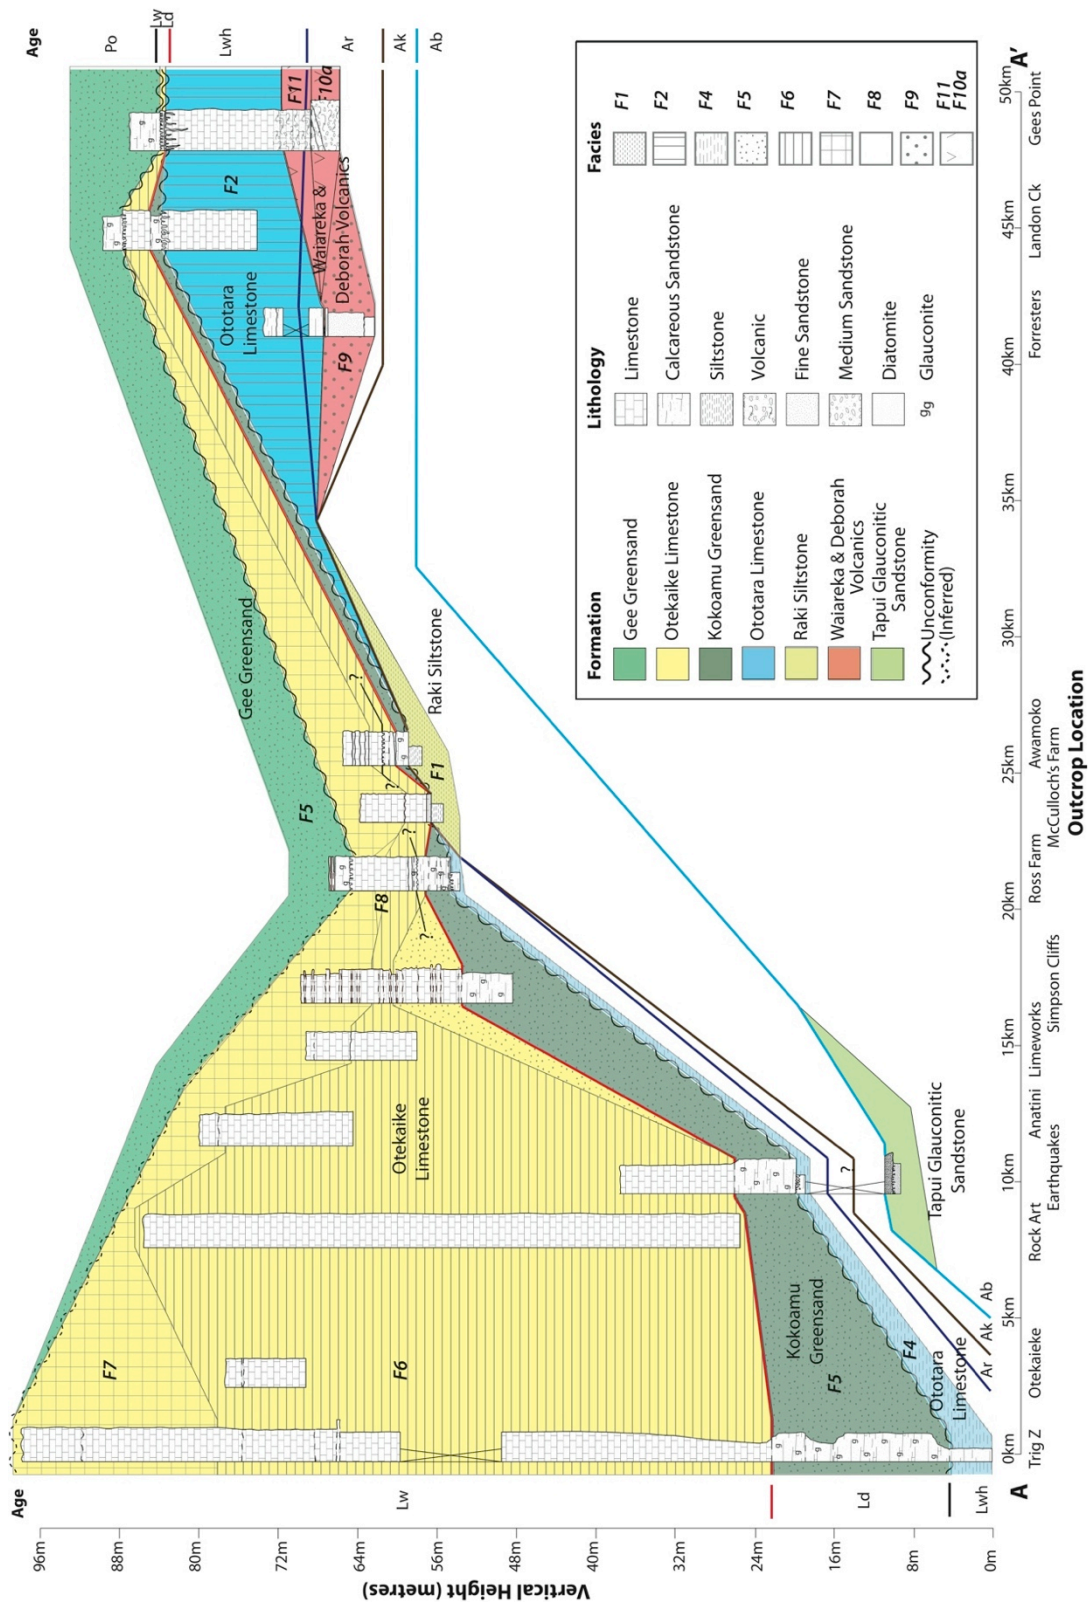 Age
Po
Lw
Ld
Lwh
Ar
Ak
Ab
A'
F11
F10a
F2
Waiareka &
Deborah Volcanics
Ototara
Limestone
F9
Gee Greensand
F5
Raki Siltstone
F1
?
?
?
?
F8
Otekaike
Limestone
F7
F6
Kokoamu
Greensand
F5
F4
Ototara
Limestone
Tapui Glauconitic
Sandstone
?
Ab
Ak
Ar
Age
Lw
Ld
Lwh
A
Vertical Height (metres)
96m
88m
80m
72m
64m
56m
48m
40m
32m
24m
16m
8m
0m
0km
5km
10km
15km
20km
25km
30km
35km
40km
45km
50km
Trig Z
Otekaieke
Rock Art
Earthquakes
Anatini
Limeworks
Simpson Cliffs
Ross Farm
McCulloch's Farm
Awamoko
Forresters
Landon Ck
Gees Point
Outcrop Location
Formation
Gee Greensand
Otekaike Limestone
Kokoamu Greensand
Ototara Limestone
Raki Siltstone
Waiareka & Deborah
Volcanics
Tapui Glauconitic
Sandstone
Unconformity
(Inferred)
Lithology
Limestone
Calcareous Sandstone
Siltstone
Volcanic
Fine Sandstone
Medium Sandstone
Diatomite
gg Glauconite
Facies
F1
F2
F4
F5
F6
F7
F8
F9
F11
F10a